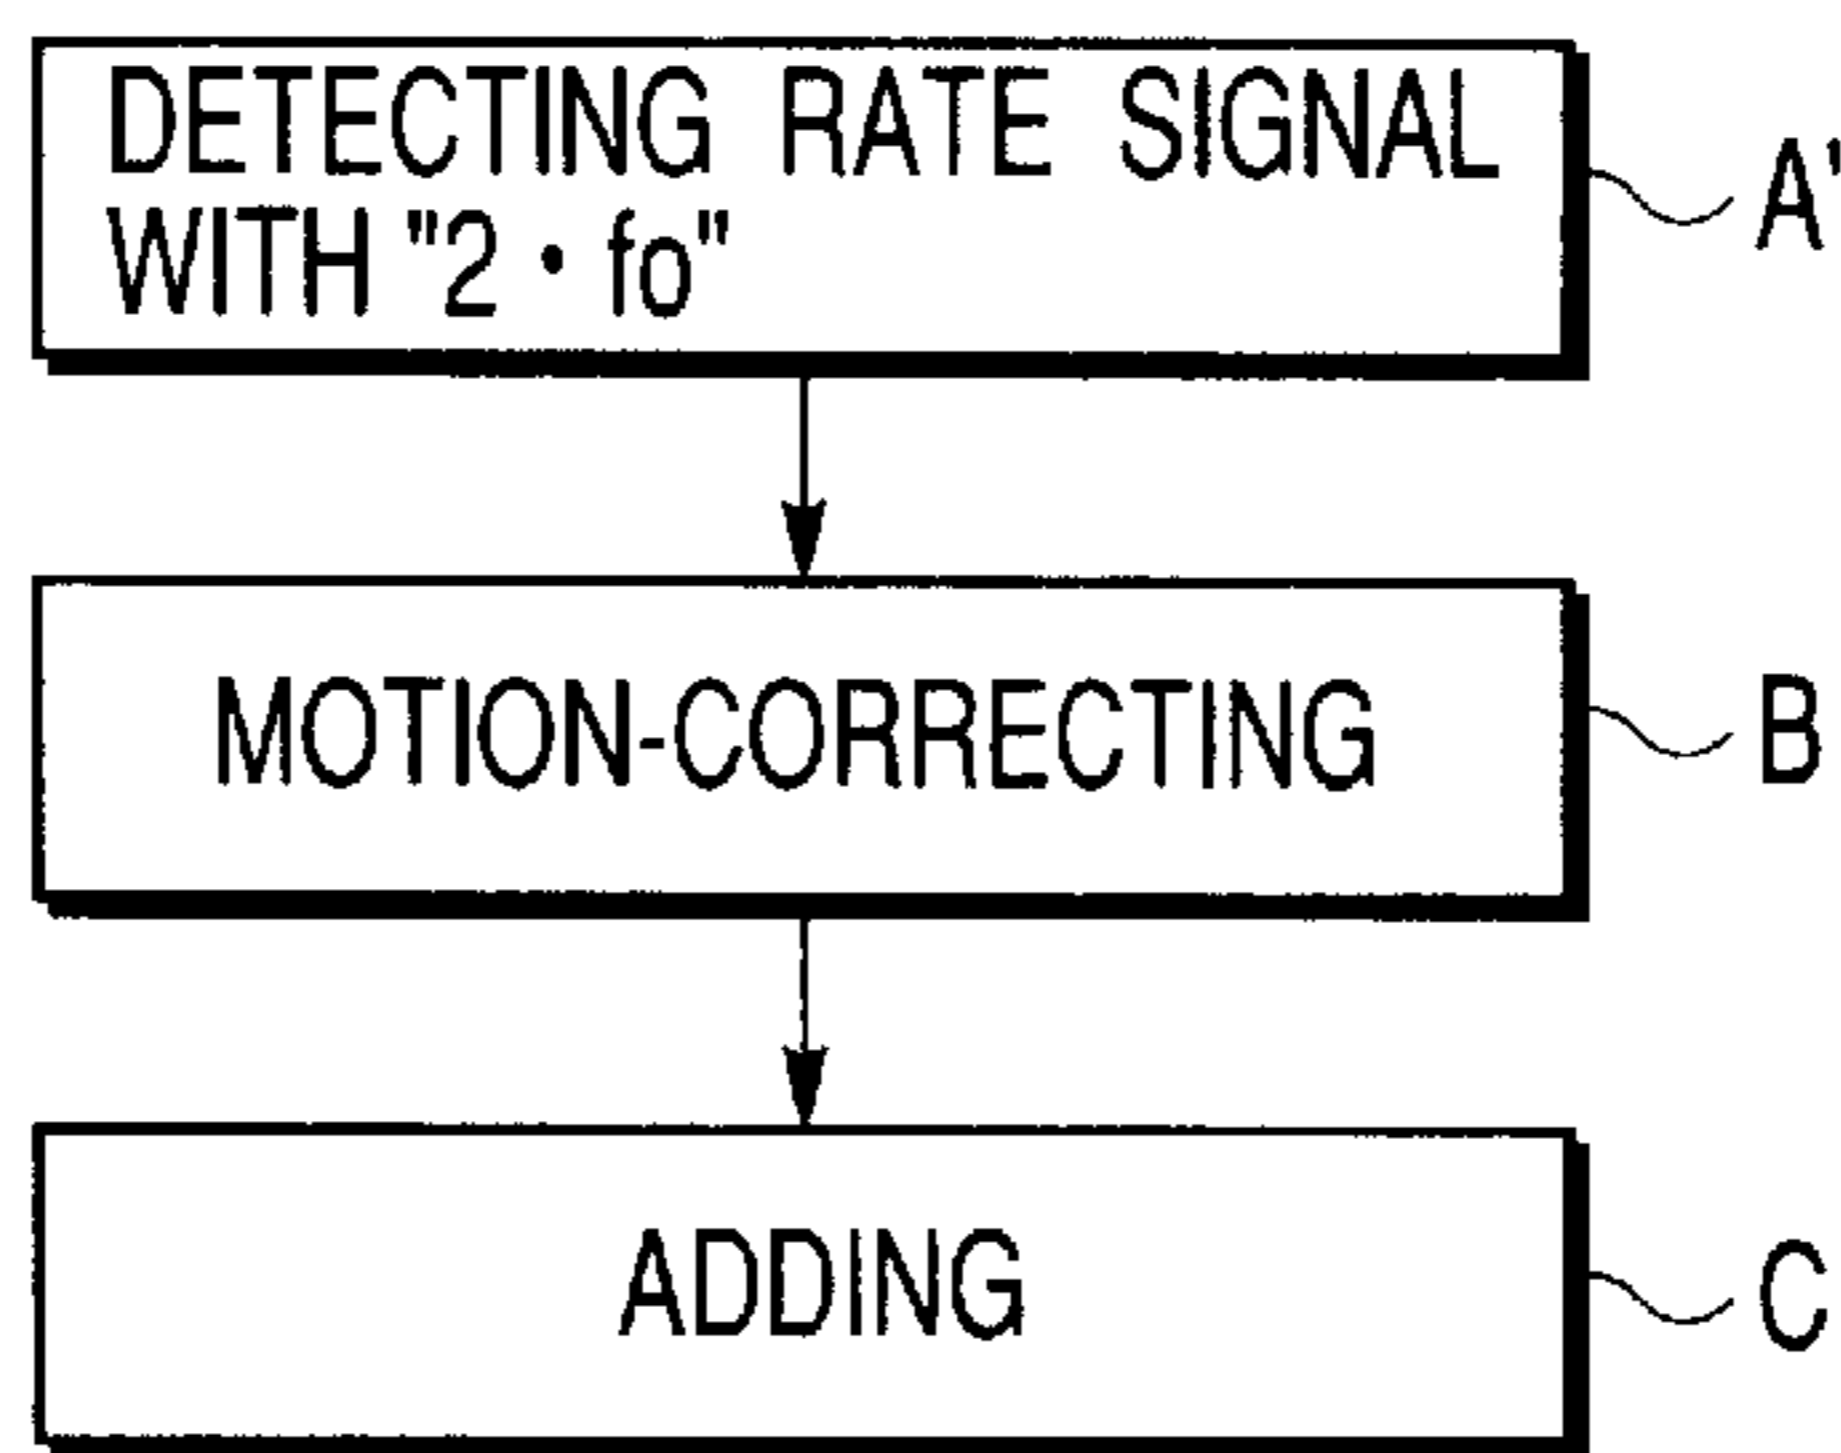 DETECTING RATE SIGNAL
WITH "2 • fo"
A'
MOTION-CORRECTING
B
ADDING
C